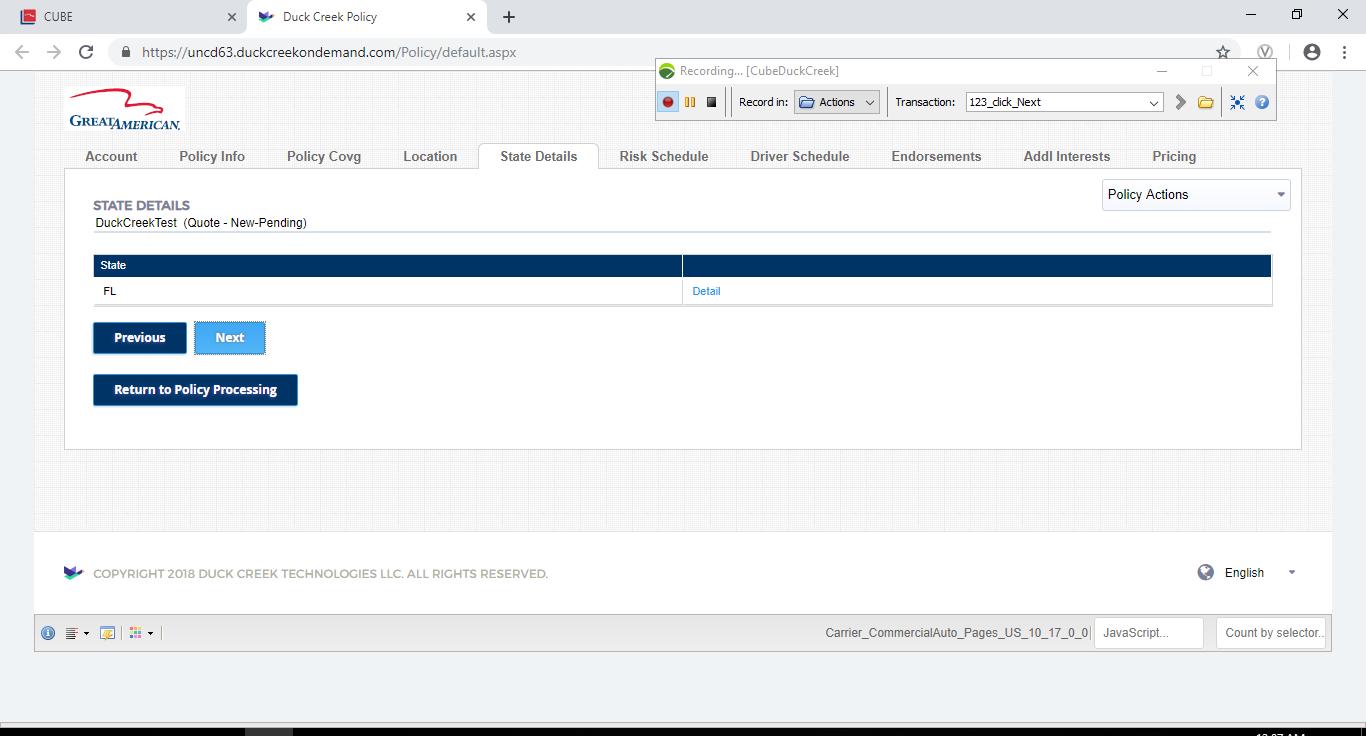 CUBE
Duck Creek Policy
https://uncd63.duckcreekondemand.com/Policy/default.aspx
Recording... [CubeDuckCreek]
Record in: Actions Transaction: 123_click_Next
GREATAMERICAN.
Account Policy Info Policy Covg Location State Details Risk Schedule Driver Schedule Endorsements Addl Interests Pricing
Policy Actions
STATE DETAILS
DuckCreekTest (Quote - New-Pending)
State
FL Detail
Previous Next
Return to Policy Processing
COPYRIGHT 2018 DUCK CREEK TECHNOLOGIES LLC. ALL RIGHTS RESERVED.
English
Carrier_CommercialAuto_Pages_US_10_17_0_0 JavaScript... Count by selector..